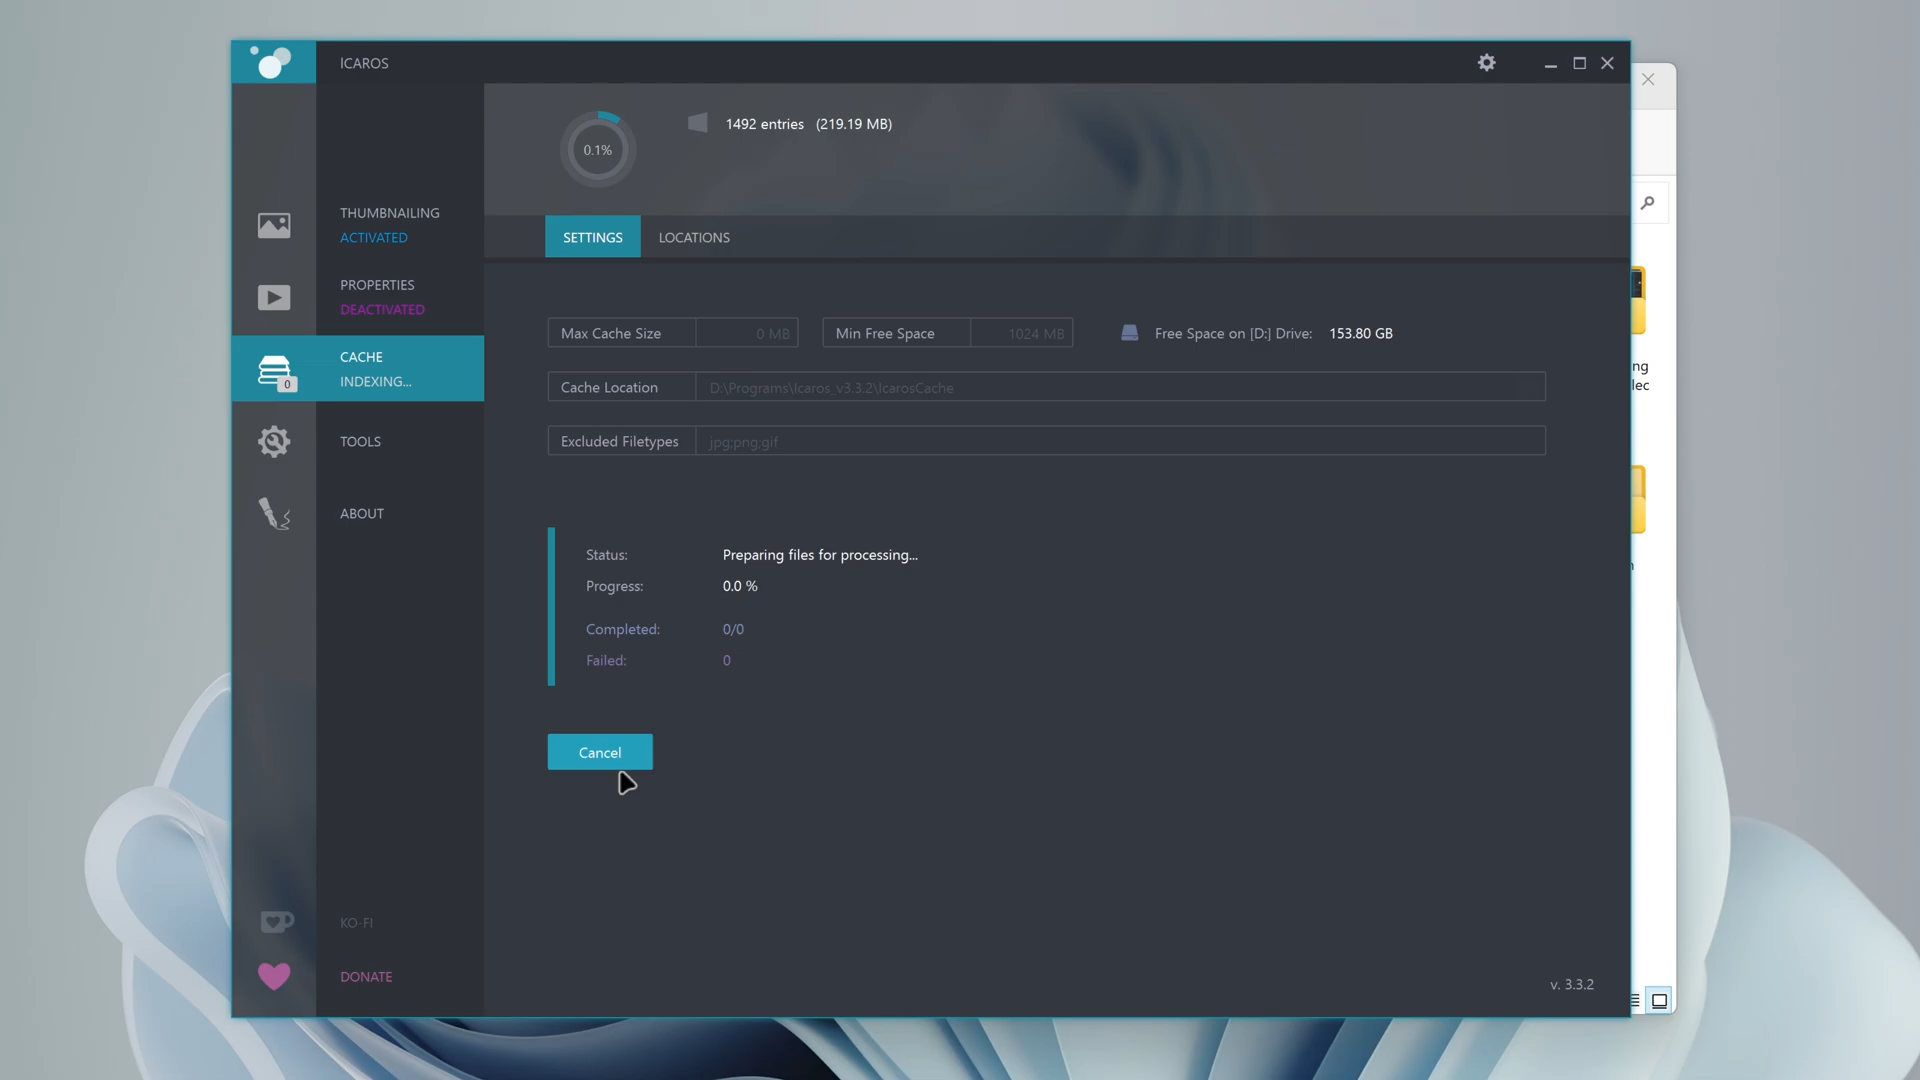 ICAROS
0.1%
1492 entries (219.19 MB)
THUMBNAILING
ACTIVATED
SETTINGS
LOCATIONS
PROPERTIES
DEACTIVATED
Max Cache Size
0 MB
Min Free Space
1024 MB
Free Space on [D:] Drive: 153.80 GB
CACHE
0
INDEXING...
Cache Location
D:\Programs\Icaros_v3.3.2\IcarosCache
ng
lec
TOOLS
Excluded Filetypes
jpg;png;gif
ABOUT
Status: Preparing files for processing...
Progress: 0.0 %
Completed: 0/0
Failed: 0
Cancel
KO-FI
DONATE
v. 3.3.2